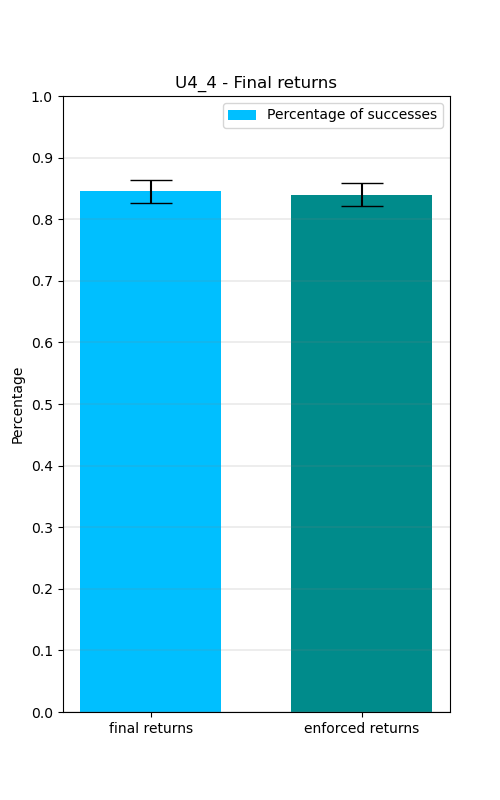 U4_4 - Final returns
Percentage of successes
1.0
0.9
0.8
0.7
0.6
0.5
0.4
0.3
0.2
0.1
0.0
Percentage
final returns
enforced returns